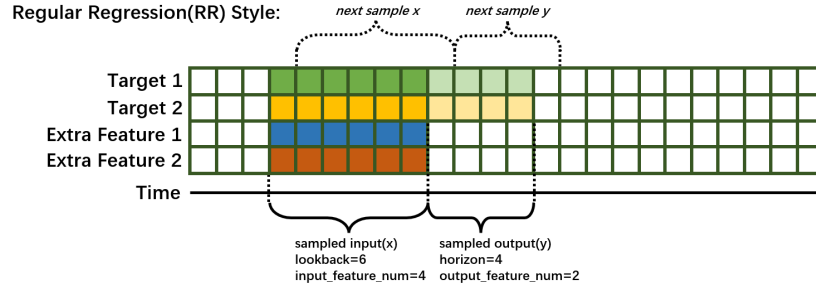 Regular Regression(RR) Style:
next sample x
next sample y
Target 1
Target 2
Extra Feature 1
Extra Feature 2
Time
sampled input(x)
lookback=6
input_feature_num=4
sampled output(y)
horizon=4
output_feature_num=2